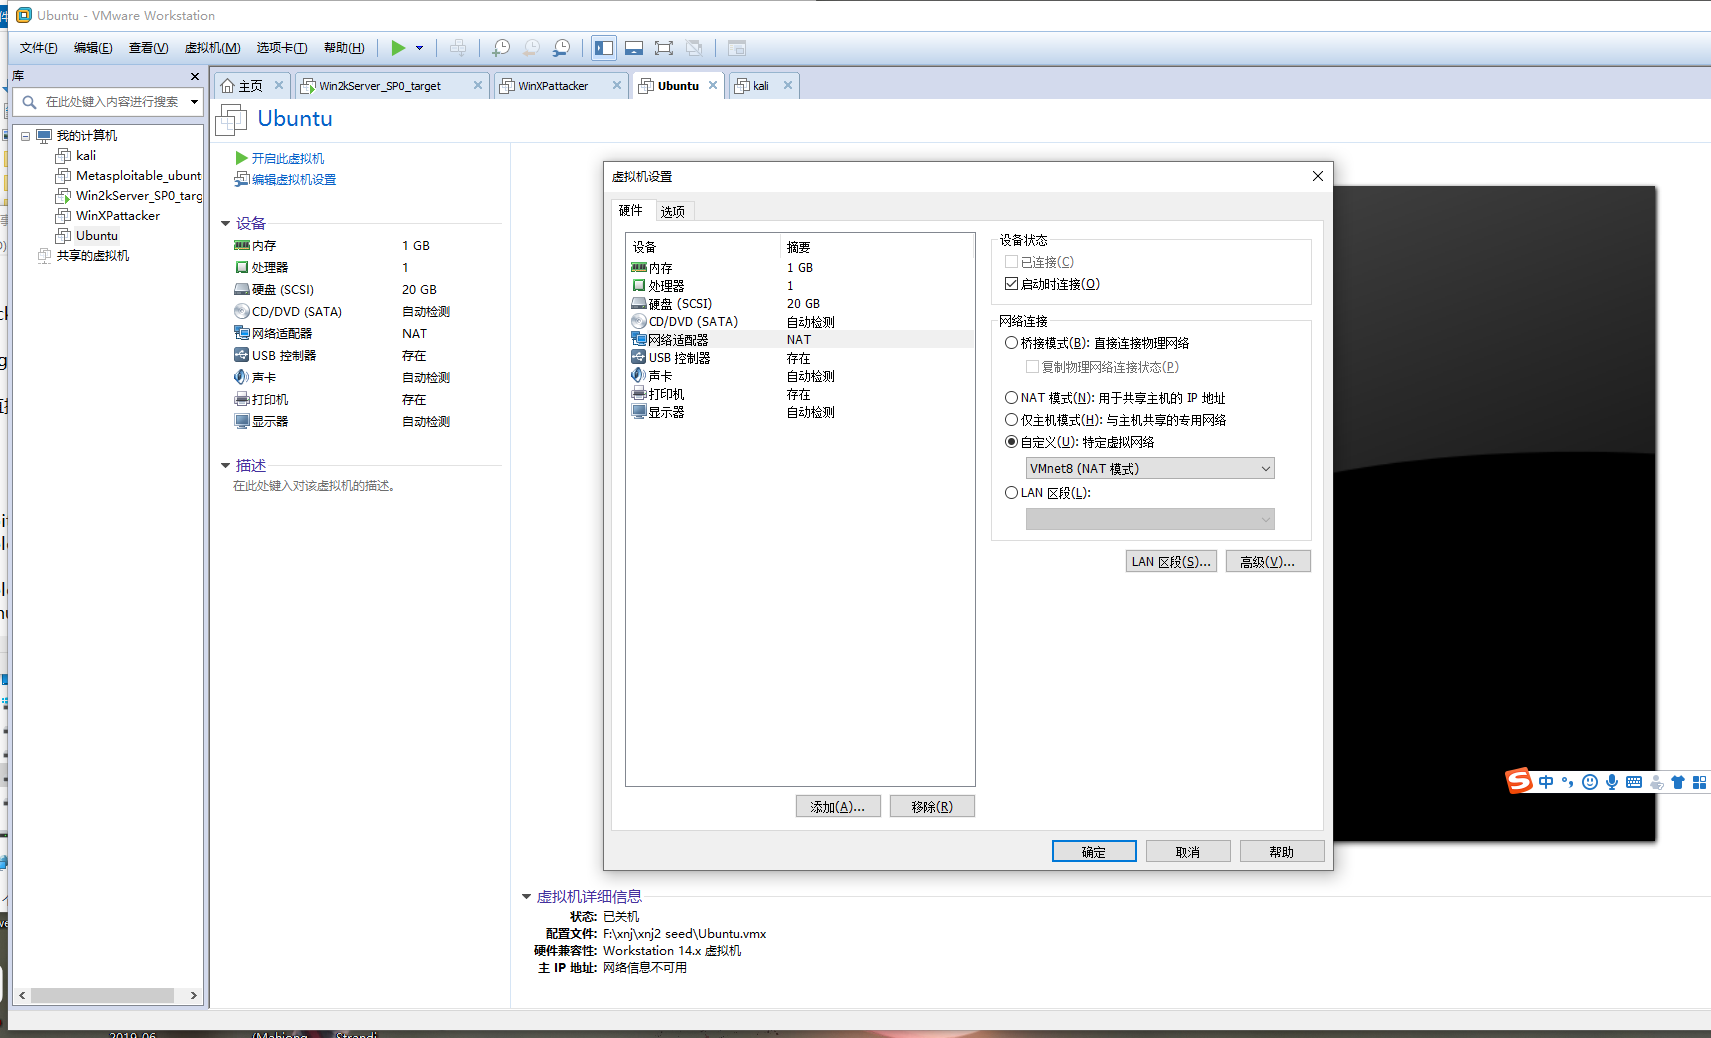 Ubuntu - VMware Workstation
文件(F) 编辑(E) 查看(V) 虚拟机(M) 选项卡(T) 帮助(H)
库
在此处键入内容进行搜索
我的计算机
kali
Metasploitable_ubunt
Win2kServer_SP0_targ
WinXPattacker
Ubuntu
共享的虚拟机
主页 Win2kServer_SP0_target WinXPattacker Ubuntu kali
Ubuntu
开启此虚拟机
编辑虚拟机设置
设备
内存 1 GB
处理器 1
硬盘 (SCSI) 20 GB
CD/DVD (SATA) 自动检测
网络适配器 NAT
USB 控制器 存在
声卡 自动检测
打印机 存在
显示器 自动检测
描述
在此处键入对该虚拟机的描述。
虚拟机设置
硬件 选项
设备 摘要
内存 1 GB
处理器 1
硬盘 (SCSI) 20 GB
CD/DVD (SATA) 自动检测
网络适配器 NAT
USB 控制器 存在
声卡 自动检测
打印机 存在
显示器 自动检测
添加(A)... 移除(R)
设备状态
已连接(C)
启动时连接(O)
网络连接
桥接模式(B): 直接连接物理网络
复制物理网络连接状态(P)
NAT 模式(N): 用于共享主机的 IP 地址
仅主机模式(H): 与主机共享的专用网络
自定义(U): 特定虚拟网络
VMnet8 (NAT 模式)
LAN 区段(L):
LAN 区段(S)... 高级(V)...
确定 取消 帮助
虚拟机详细信息
状态: 已关机
配置文件: F:\xnj\xnj2 seed\Ubuntu.vmx
硬件兼容性: Workstation 14.x 虚拟机
主 IP 地址: 网络信息不可用
S 中
2019-06 (Mahjong Strandi